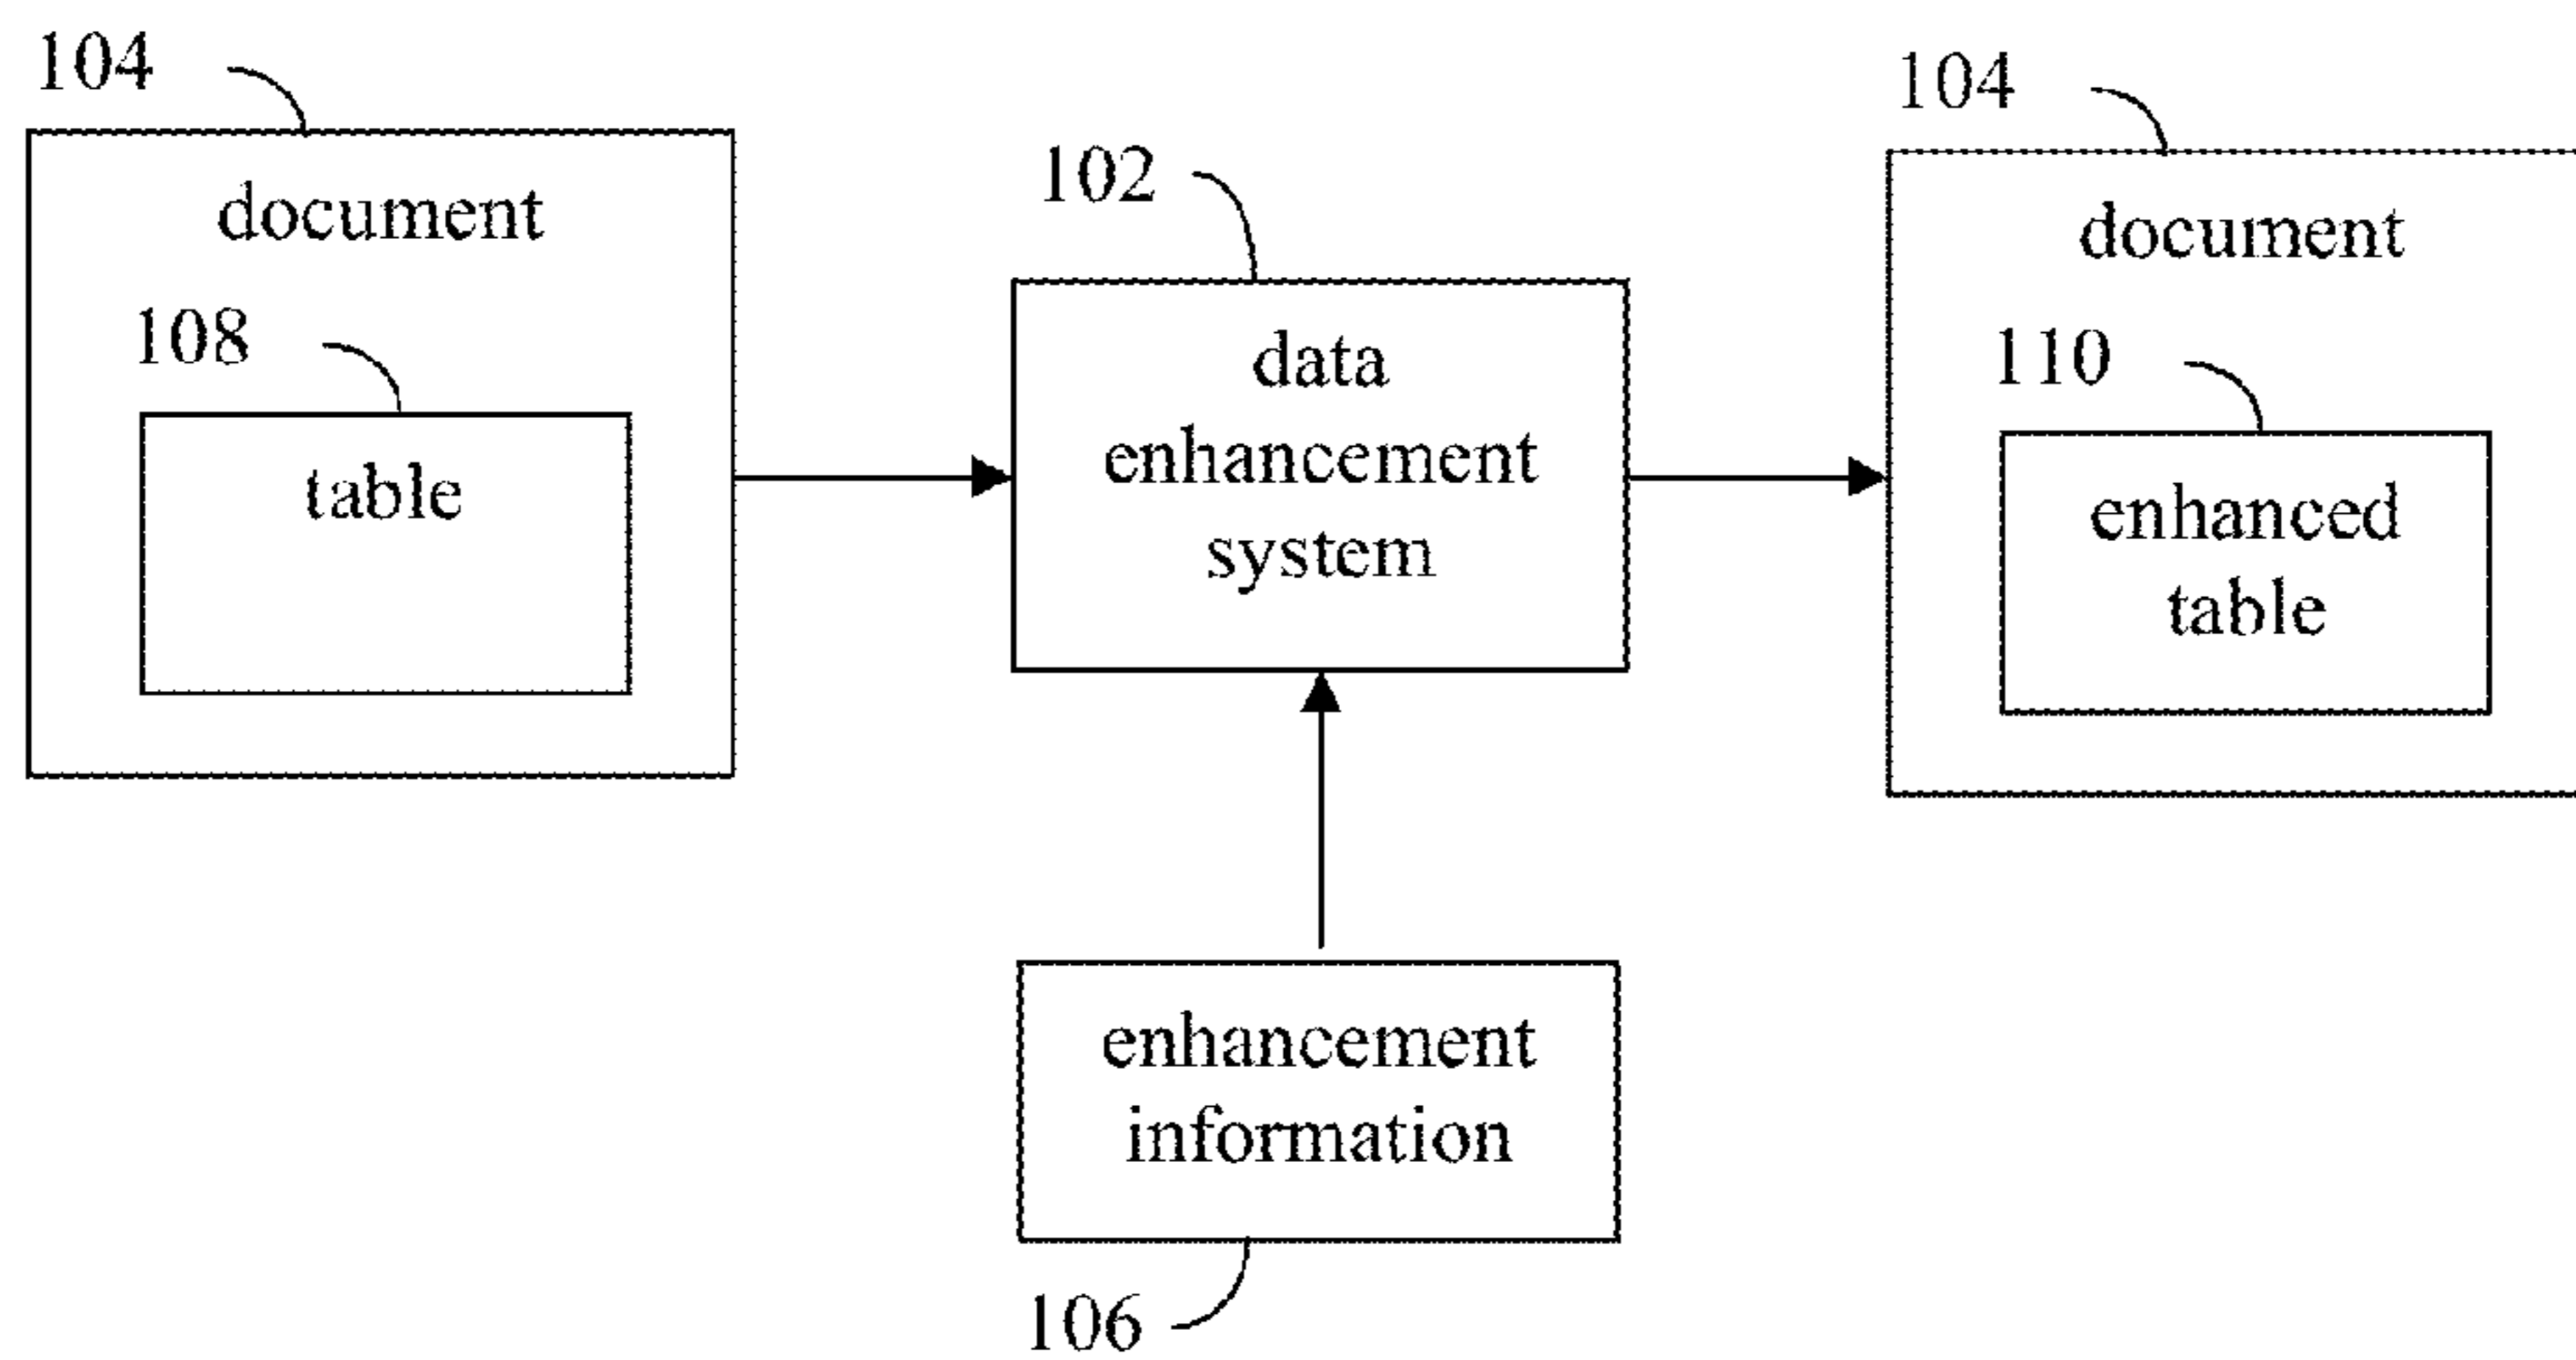 104
document
108
table
102
data
enhancement
system
104
document
110
enhanced
table
enhancement
information
106